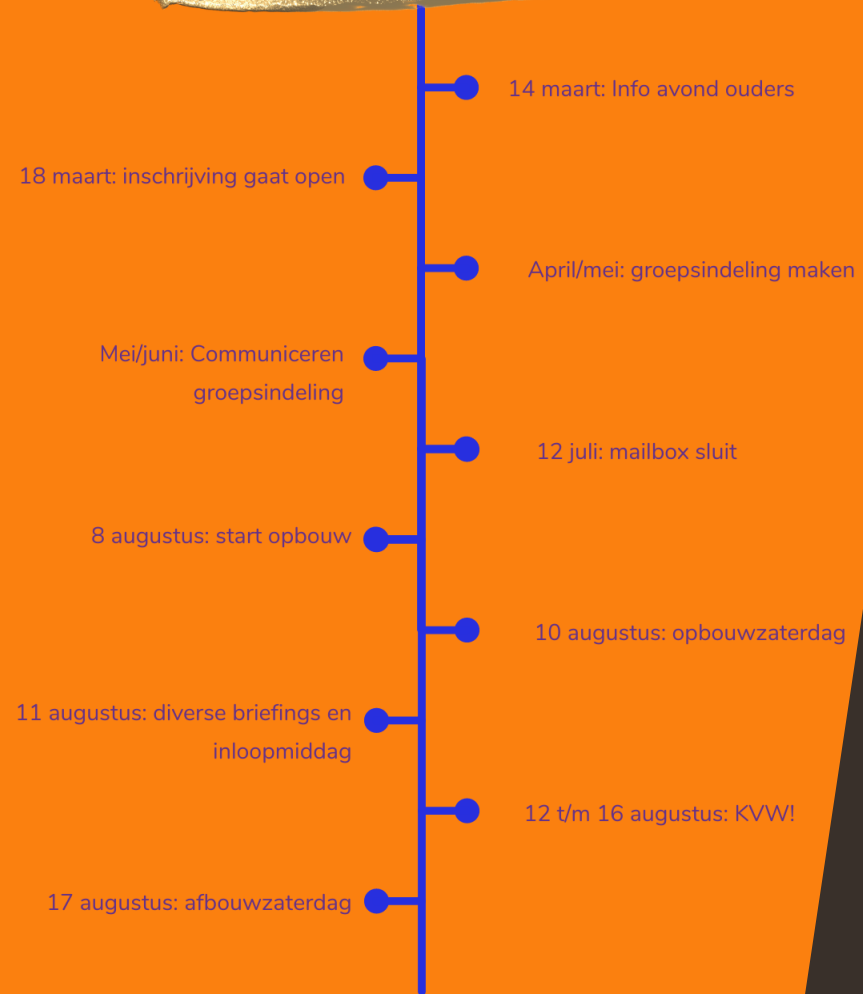 14 maart: Info avond ouders
18 maart: inschrijving gaat open
April/mei: groepsindeling maken
Mei/juni: Communiceren
groepsindeling
12 juli: mailbox sluit
8 augustus: start opbouw
10 augustus: opbouwzaterdag
11 augustus: diverse briefings en
inloopmiddag
12 t/m 16 augustus: KVW!
17 augustus: afbouwzaterdag